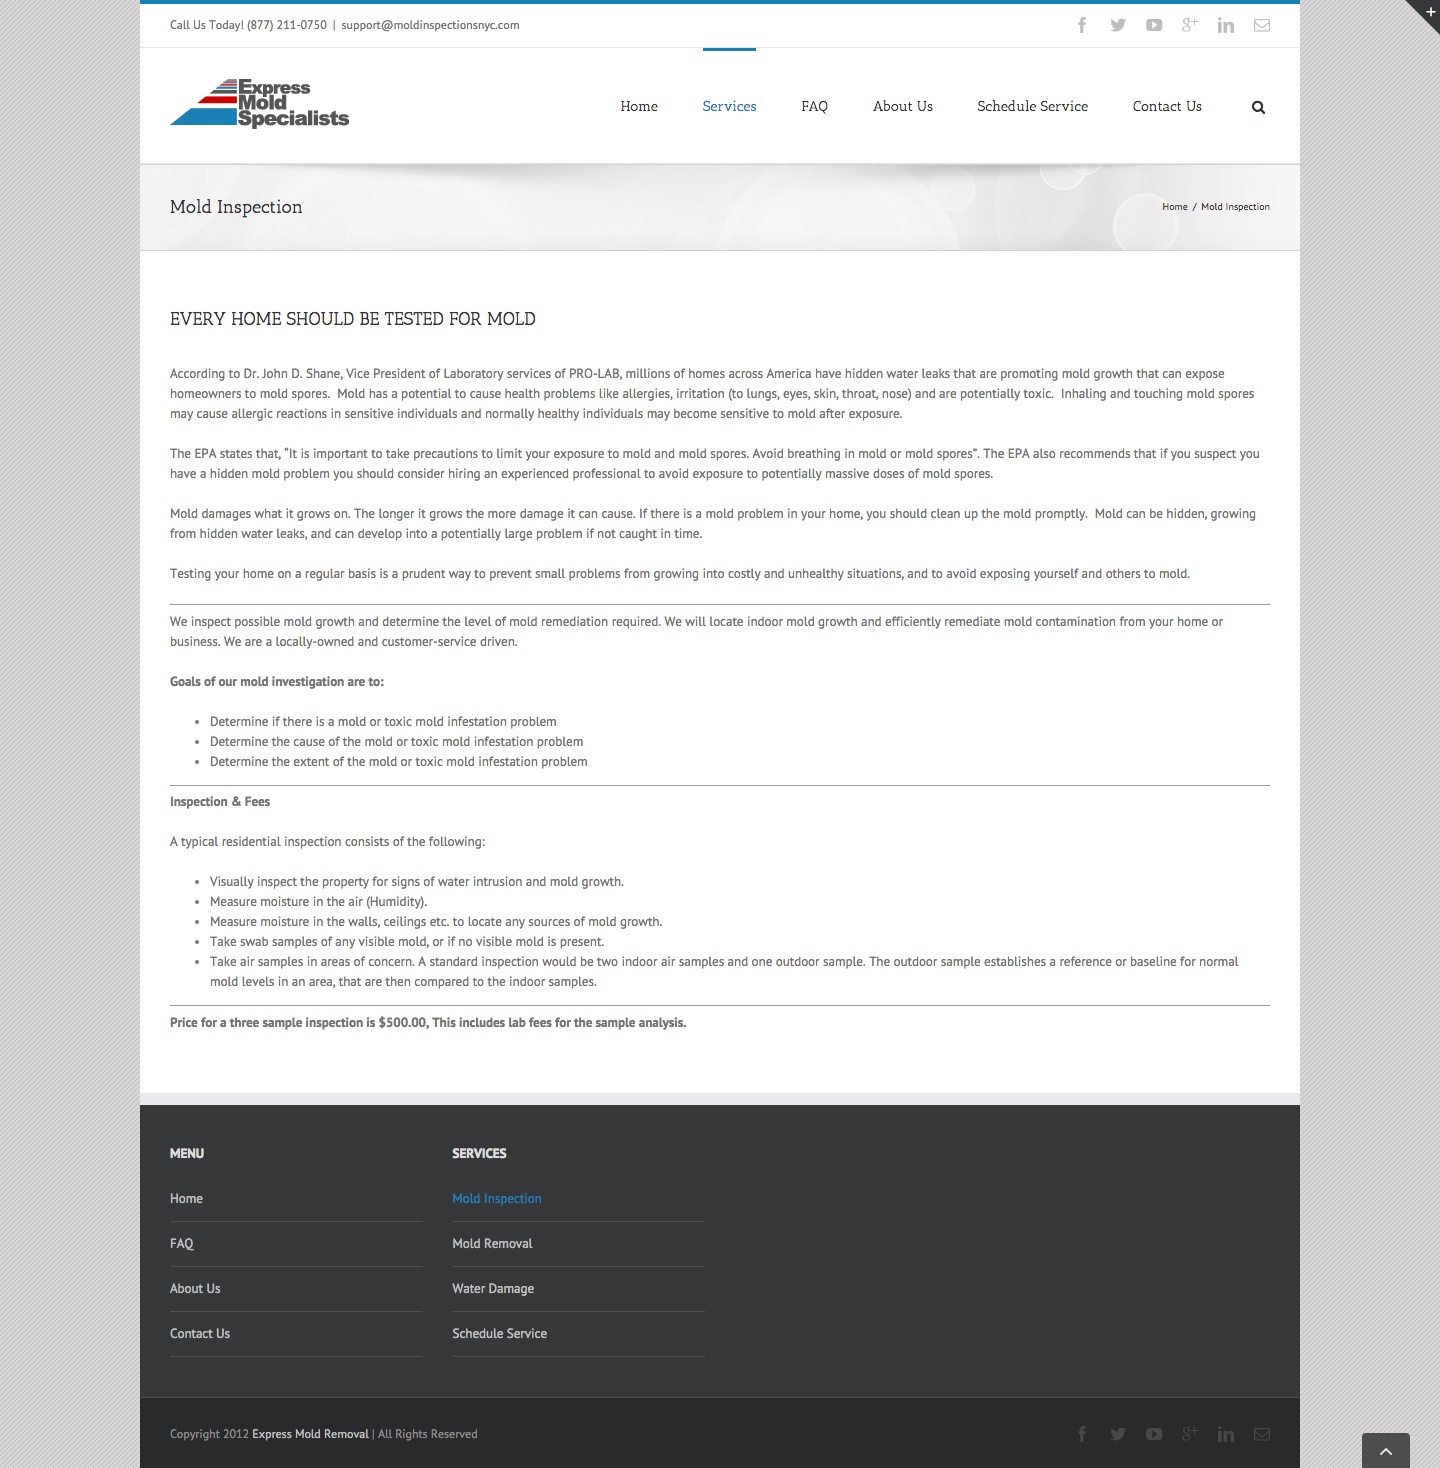 Call Us Today! (877) 211-0750 | support@moldinspectionsnyc.com
Express
Mold
Specialists
Home
Services
FAQ
About Us
Schedule Service
Contact Us
Mold Inspection
Home / Mold Inspection
EVERY HOME SHOULD BE TESTED FOR MOLD
According to Dr. John D. Shane, Vice President of Laboratory services of PRO-LAB, millions of homes across America have hidden water leaks that are promoting mold growth that can expose
homeowners to mold spores.  Mold has a potential to cause health problems like allergies, irritation (to lungs, eyes, skin, throat, nose) and are potentially toxic.  Inhaling and touching mold spores
may cause allergic reactions in sensitive individuals and normally healthy individuals may become sensitive to mold after exposure.
The EPA states that, “It is important to take precautions to limit your exposure to mold and mold spores. Avoid breathing in mold or mold spores”. The EPA also recommends that if you suspect you
have a hidden mold problem you should consider hiring an experienced professional to avoid exposure to potentially massive doses of mold spores.
Mold damages what it grows on. The longer it grows the more damage it can cause. If there is a mold problem in your home, you should clean up the mold promptly.  Mold can be hidden, growing
from hidden water leaks, and can develop into a potentially large problem if not caught in time.
Testing your home on a regular basis is a prudent way to prevent small problems from growing into costly and unhealthy situations, and to avoid exposing yourself and others to mold.
We inspect possible mold growth and determine the level of mold remediation required. We will locate indoor mold growth and efficiently remediate mold contamination from your home or
business. We are a locally-owned and customer-service driven.
Goals of our mold investigation are to:
• Determine if there is a mold or toxic mold infestation problem
• Determine the cause of the mold or toxic mold infestation problem
• Determine the extent of the mold or toxic mold infestation problem
Inspection & Fees
A typical residential inspection consists of the following:
• Visually inspect the property for signs of water intrusion and mold growth.
• Measure moisture in the air (Humidity).
• Measure moisture in the walls, ceilings etc. to locate any sources of mold growth.
• Take swab samples of any visible mold, or if no visible mold is present.
• Take air samples in areas of concern. A standard inspection would be two indoor air samples and one outdoor sample. The outdoor sample establishes a reference or baseline for normal
mold levels in an area, that are then compared to the indoor samples.
Price for a three sample inspection is $500.00, This includes lab fees for the sample analysis.
MENU
Home
FAQ
About Us
Contact Us
SERVICES
Mold Inspection
Mold Removal
Water Damage
Schedule Service
Copyright 2012 Express Mold Removal | All Rights Reserved